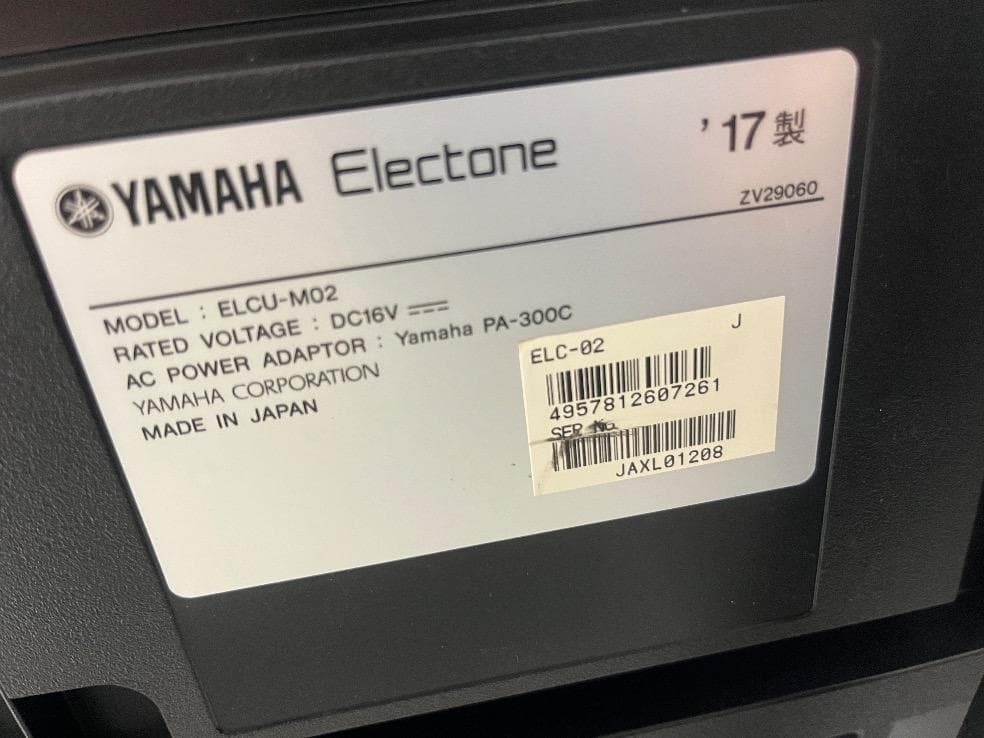 YAMAHA Electone '17製
ZV29060
MODEL : ELCU-M02
RATED VOLTAGE : DC16V
AC POWER ADAPTOR : Yamaha PA-300C
YAMAHA CORPORATION
MADE IN JAPAN
ELC-02 J
4957812607261
SER No.
JAXL01208